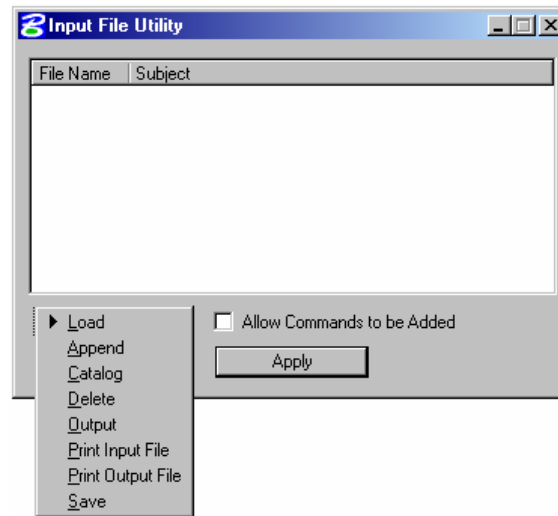 Input File Utility
File Name Subject
Load
Allow Commands to be Added
Append
Apply
Catalog
Delete
Output
Print Input File
Print Output File
Save